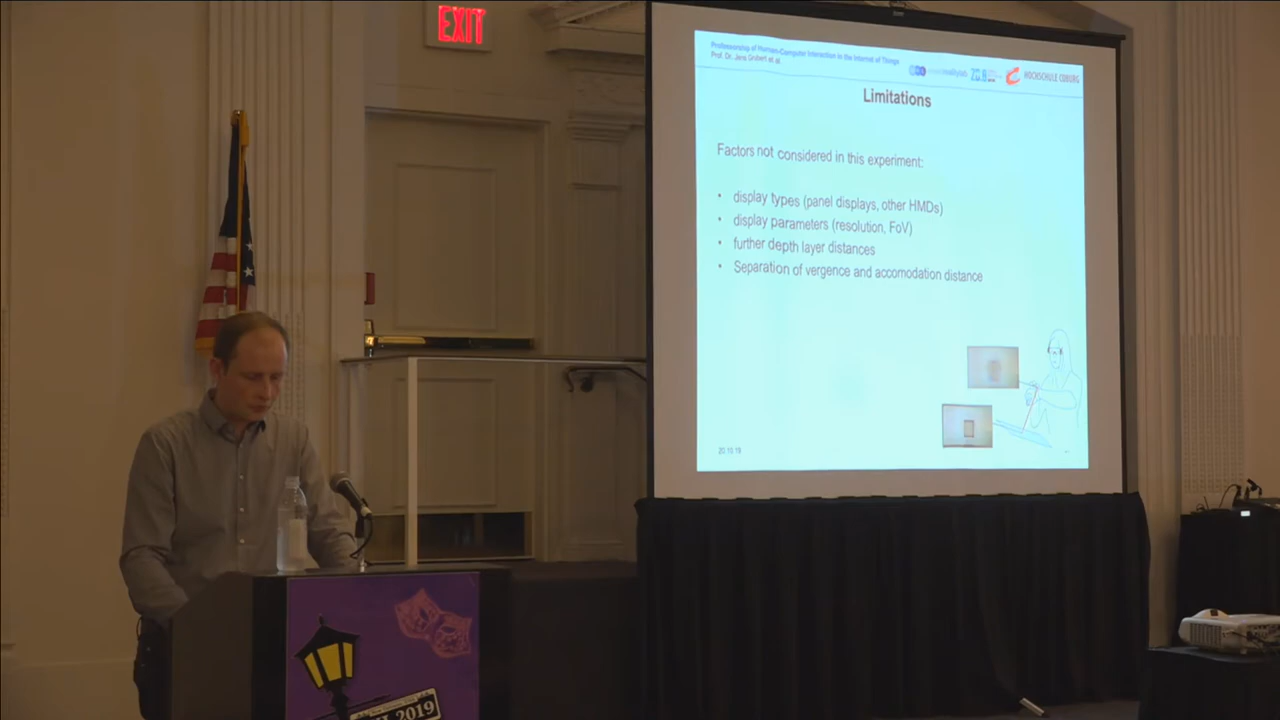 EXIT
Professorship of Human-Computer Interaction in the Internet of Things
Prof. Dr. Jens Grubert et al.
HOCHSCHULE COBURG
Limitations
Factors not considered in this experiment:
• display types (panel displays, other HMDs)
• display parameters (resolution, FoV)
• further depth layer distances
• Separation of vergence and accomodation distance
2019